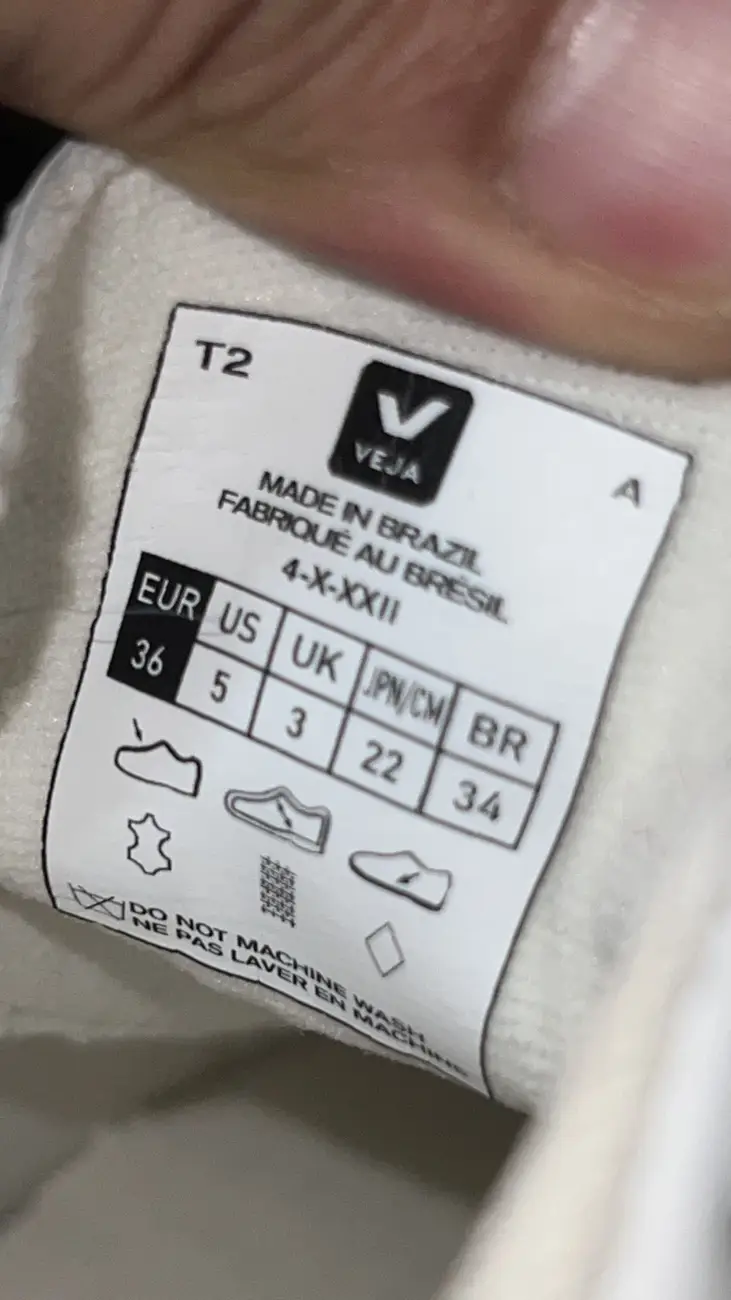 T2
VEJA
A
MADE IN BRAZIL
FABRIQUÉ AU BRÉSIL
4-X-XXII
EUR US UK JPN/CM BR
36 5 3 22 34
DO NOT MACHINE WASH
NE PAS LAVER EN MACHINE